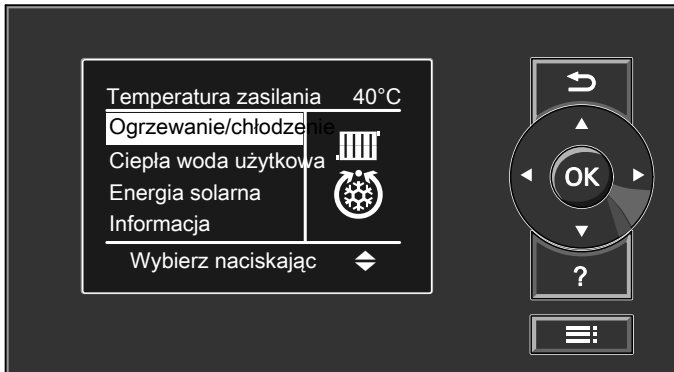 Temperatura zasilania 40°C
Ogrzewanie/chłodzenie
Ciepła woda użytkowa
Energia solarna
Informacja
Wybierz naciskając
OK
?